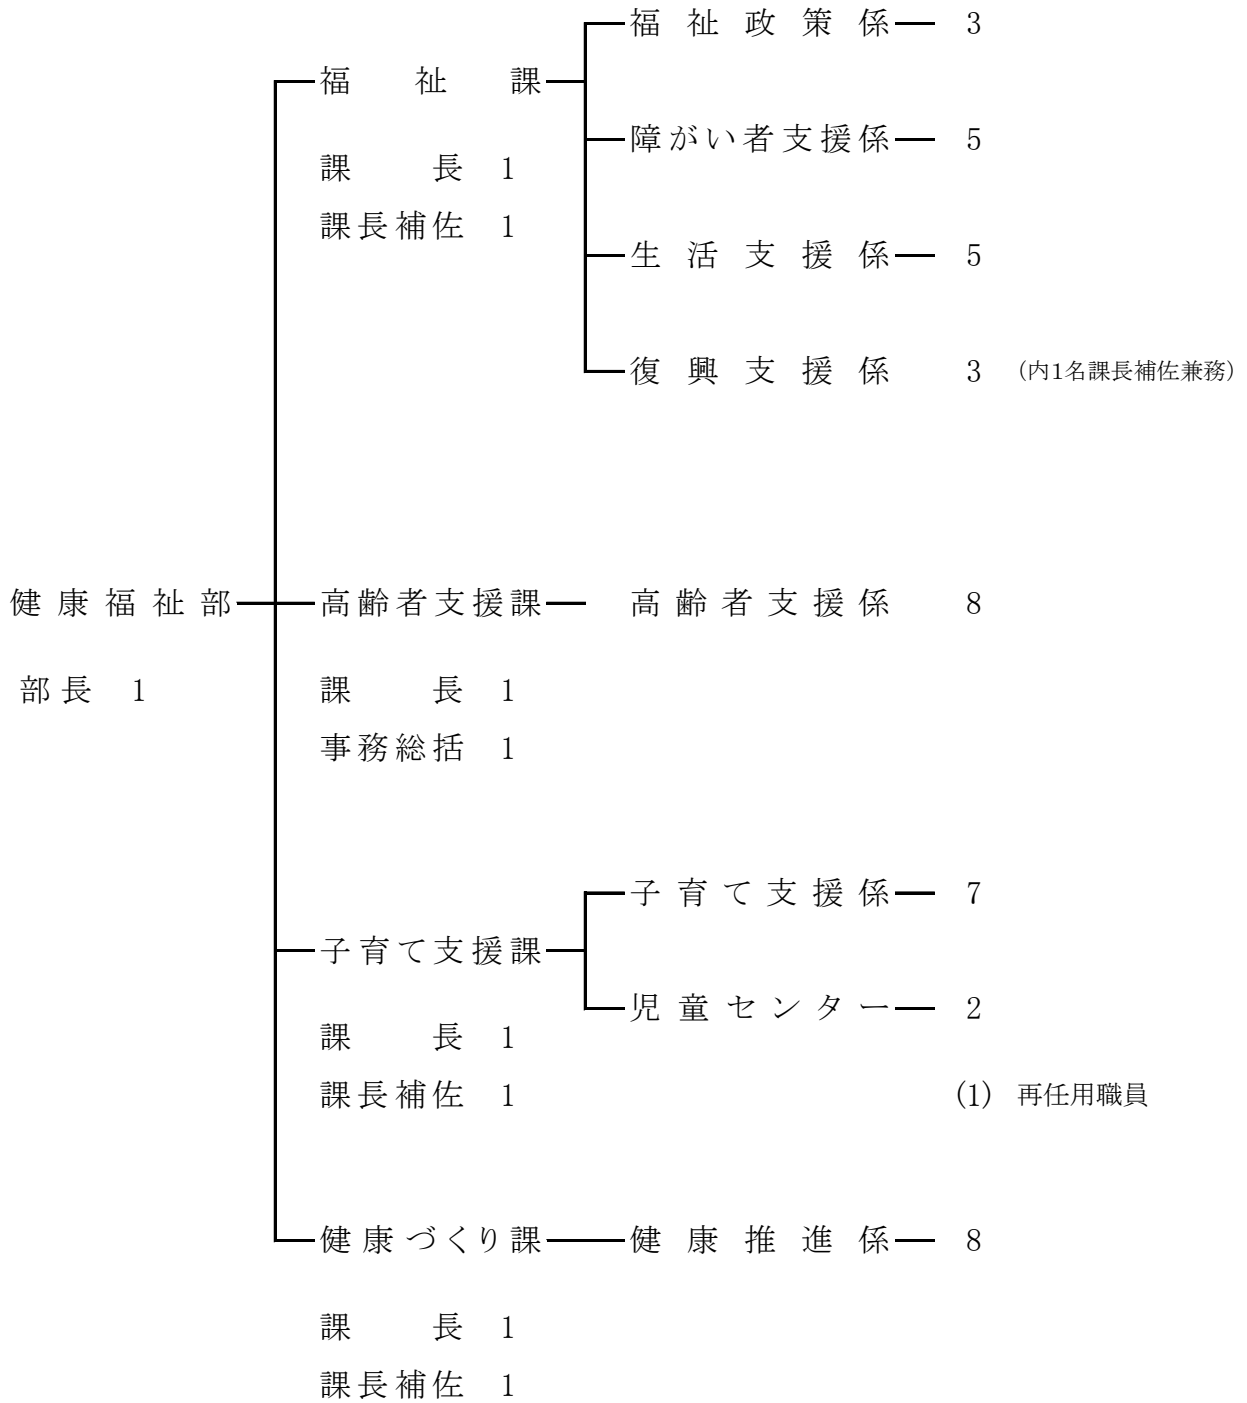 福祉政策係 3
福祉課
障がい者支援係 5
課長 1
課長補佐 1
生活支援係 5
復興支援係 3 (内1名課長補佐兼務)
健康福祉部 高齢者支援課 高齢者支援係 8
部長 1 課長 1
事務総括 1
子育て支援係 7
子育て支援課
児童センター 2
課長 1
課長補佐 1 (1) 再任用職員
健康づくり課 健康推進係 8
課長 1
課長補佐 1